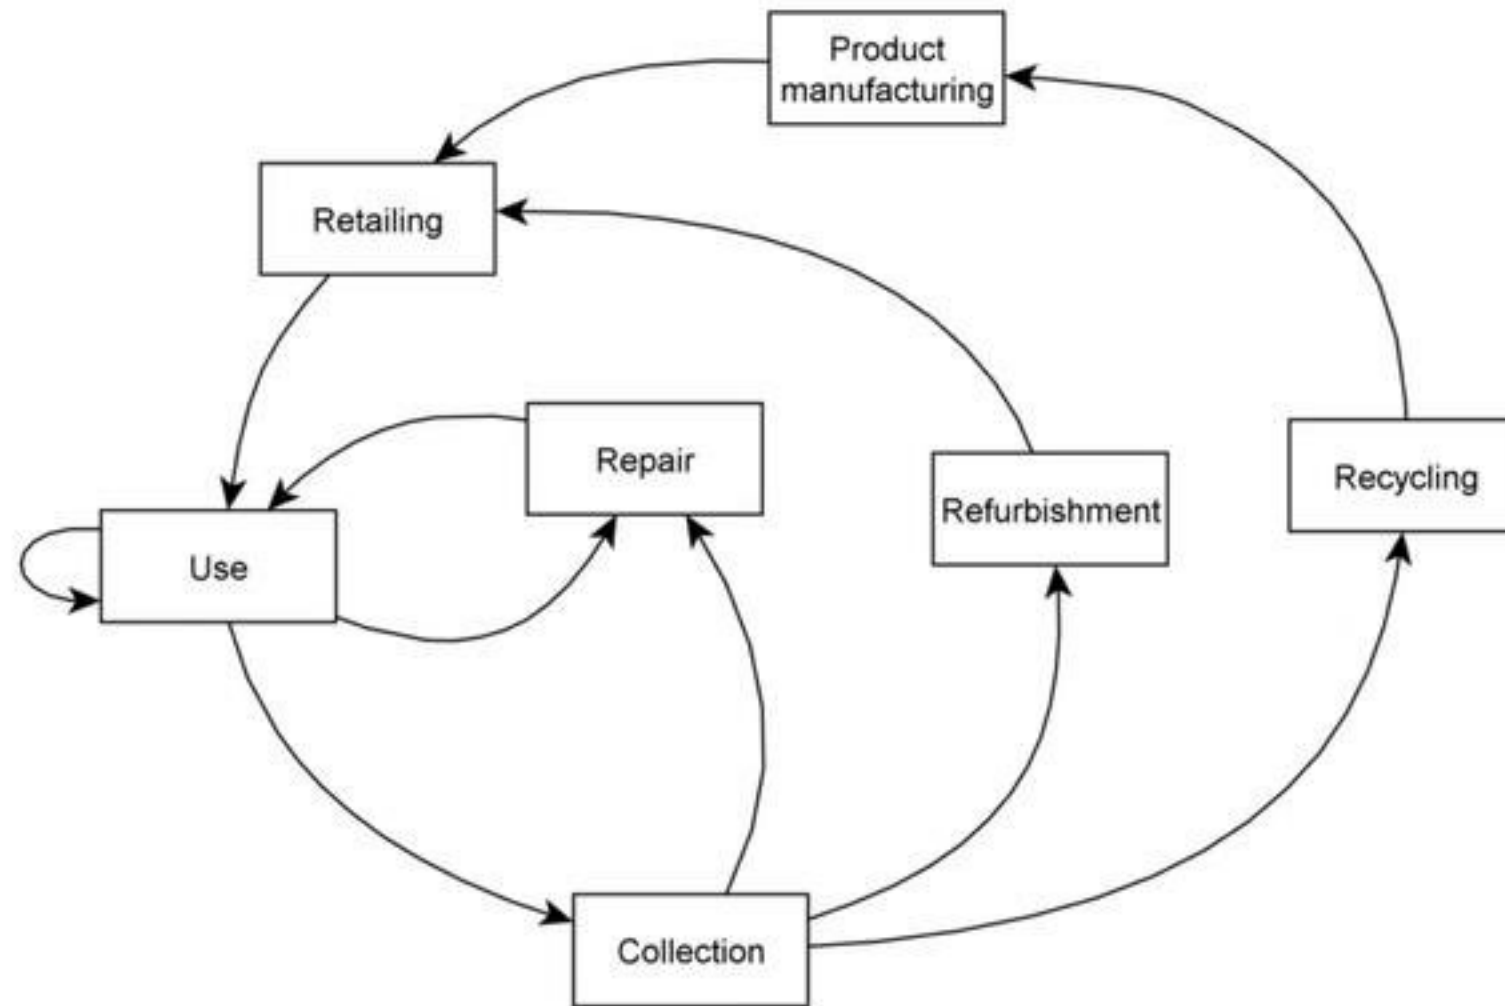 Product
manufacturing
Retailing
Repair
Recycling
Refurbishment
Use
Collection